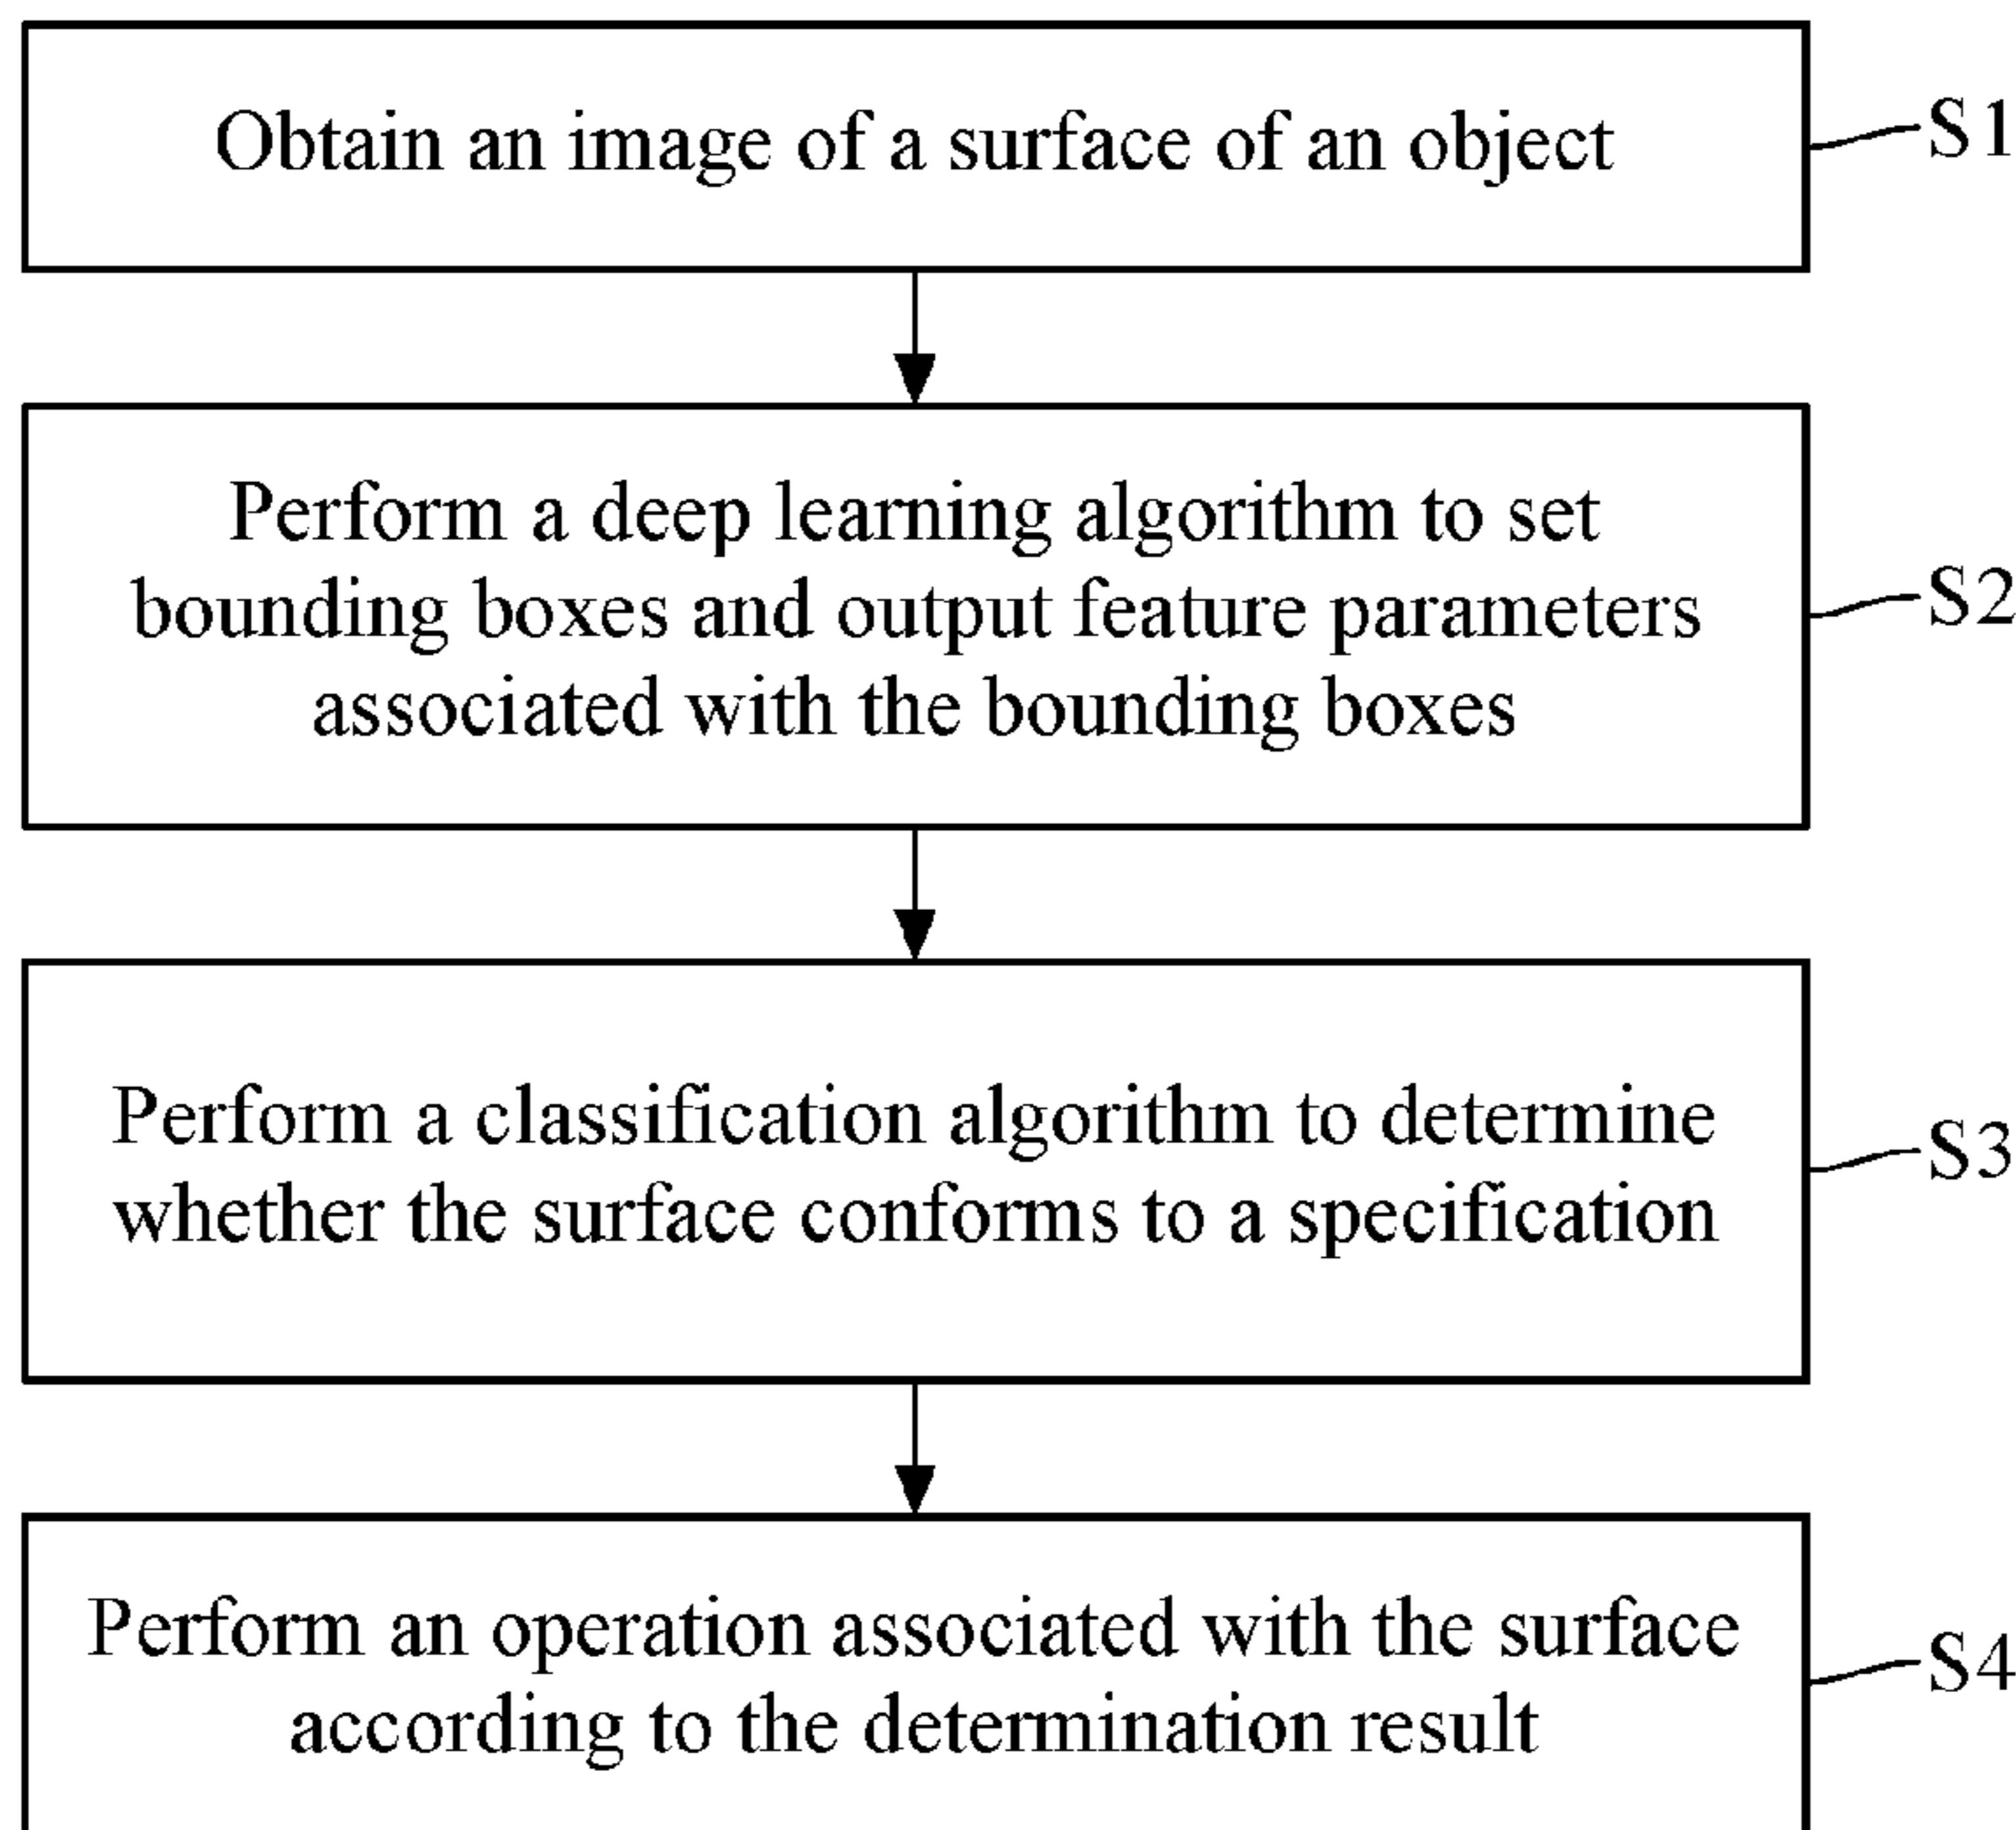 Obtain an image of a surface of an object
S1
Perform a deep learning algorithm to set
bounding boxes and output feature parameters
associated with the bounding boxes
S2
Perform a classification algorithm to determine
whether the surface conforms to a specification
S3
Perform an operation associated with the surface
according to the determination result
S4